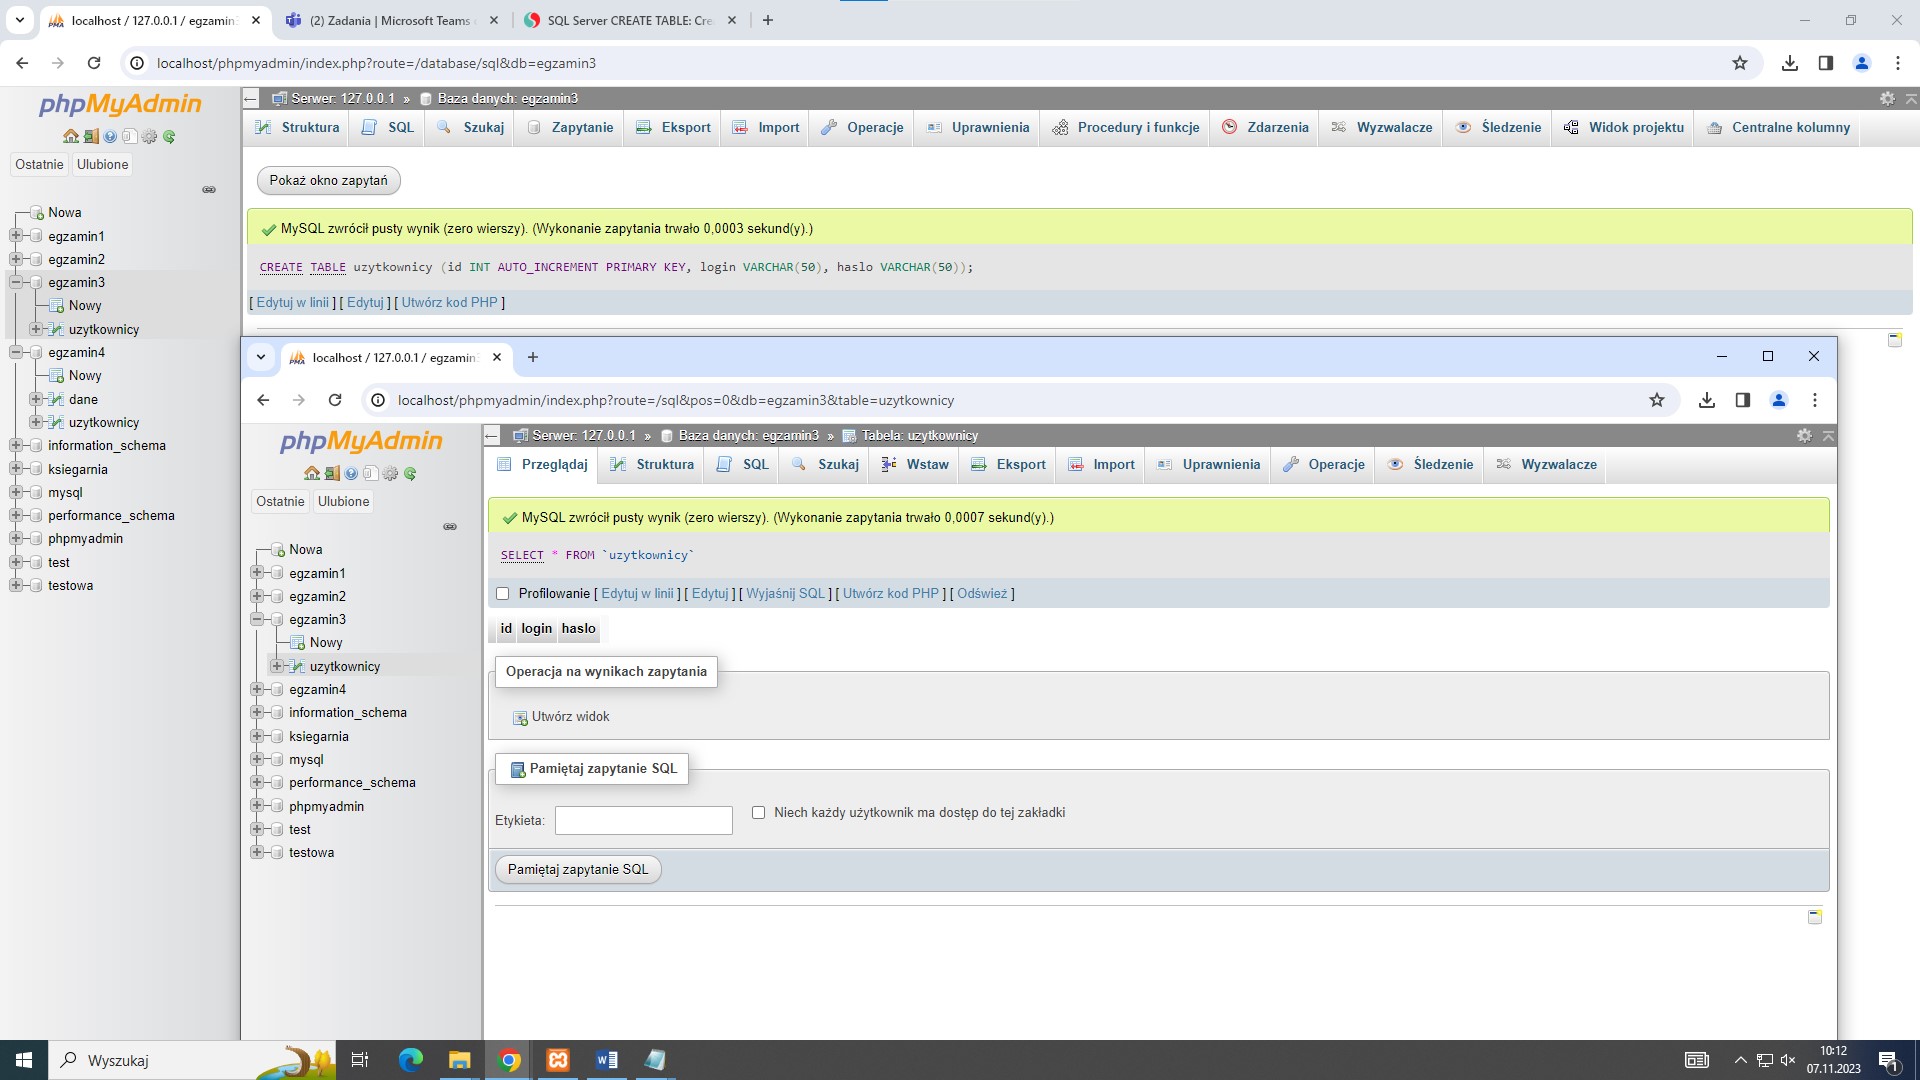 localhost / 127.0.0.1 / egzamin
(2) Zadania | Microsoft Teams
SQL Server CREATE TABLE: Cre
localhost/phpmyadmin/index.php?route=/database/sql&db=egzamin3
phpMyAdmin
Ostatnie Ulubione
Nowa
egzamin1
egzamin2
egzamin3
Nowy
uzytkownicy
egzamin4
Nowy
dane
uzytkownicy
information_schema
ksiegarnia
mysql
performance_schema
phpmyadmin
test
testowa
Serwer: 127.0.0.1 » Baza danych: egzamin3
Struktura SQL Szukaj Zapytanie Eksport Import Operacje Uprawnienia Procedury i funkcje Zdarzenia Wyzwalacze Śledzenie Widok projektu Centralne kolumny
Pokaż okno zapytań
MySQL zwrócił pusty wynik (zero wierszy). (Wykonanie zapytania trwało 0,0003 sekund(y).)
CREATE TABLE uzytkownicy (id INT AUTO_INCREMENT PRIMARY KEY, login VARCHAR(50), haslo VARCHAR(50));
[ Edytuj w linii ] [ Edytuj ] [ Utwórz kod PHP ]
localhost / 127.0.0.1 / egzamin
localhost/phpmyadmin/index.php?route=/sql&pos=0&db=egzamin3&table=uzytkownicy
phpMyAdmin
Ostatnie Ulubione
Nowa
egzamin1
egzamin2
egzamin3
Nowy
uzytkownicy
egzamin4
information_schema
ksiegarnia
mysql
performance_schema
phpmyadmin
test
testowa
Serwer: 127.0.0.1 » Baza danych: egzamin3 » Tabela: uzytkownicy
Przeglądaj Struktura SQL Szukaj Wstaw Eksport Import Uprawnienia Operacje Śledzenie Wyzwalacze
MySQL zwrócił pusty wynik (zero wierszy). (Wykonanie zapytania trwało 0,0007 sekund(y).)
SELECT * FROM `uzytkownicy`
Profilowanie [ Edytuj w linii ] [ Edytuj ] [ Wyjaśnij SQL ] [ Utwórz kod PHP ] [ Odśwież ]
id login haslo
Operacja na wynikach zapytania
Utwórz widok
Pamiętaj zapytanie SQL
Etykieta:
Niech każdy użytkownik ma dostęp do tej zakładki
Pamiętaj zapytanie SQL
Wyszukaj
10:12
07.11.2023
1